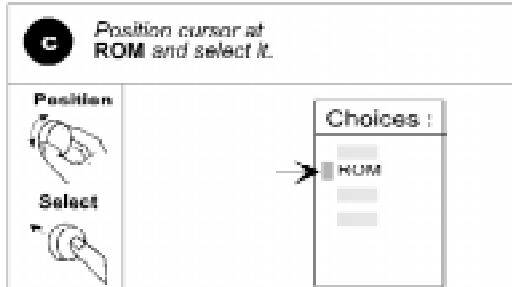 C
Position cursor at
ROM and select it.
Position
Choices :
ROM
Select